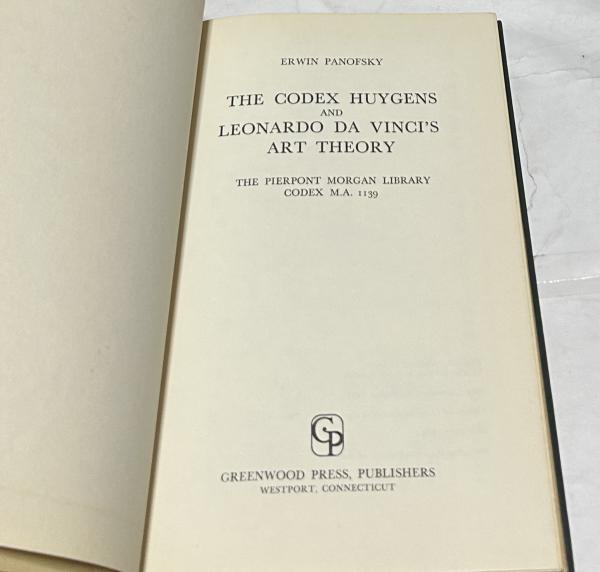 ERWIN PANOFSKY
THE CODEX HUYGENS
AND
LEONARDO DA VINCI'S
ART THEORY
THE PIERPONT MORGAN LIBRARY
CODEX M.A. 1139
GP
GREENWOOD PRESS, PUBLISHERS
WESTPORT, CONNECTICUT